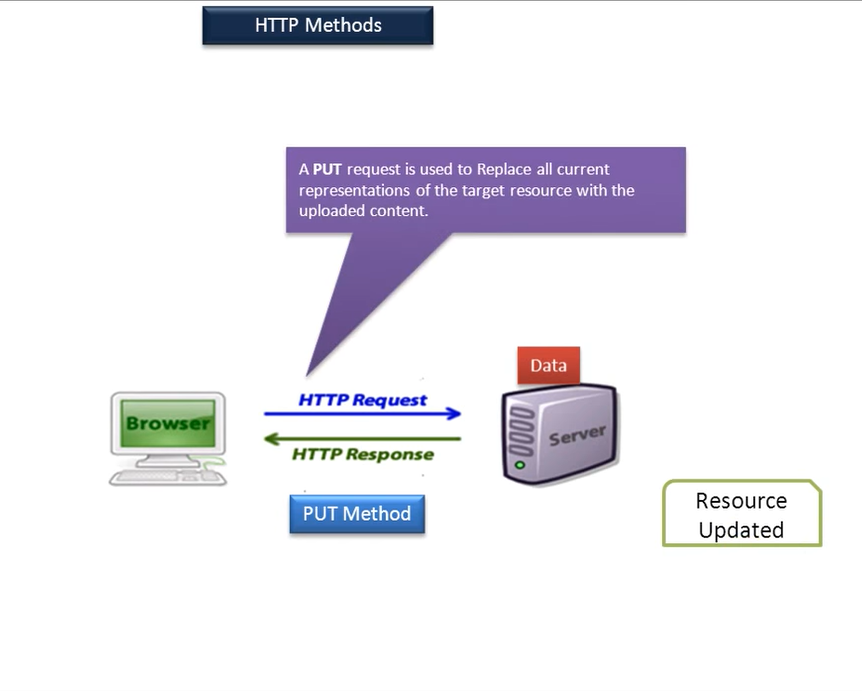 HTTP Methods
A PUT request is used to Replace all current
representations of the target resource with the
uploaded content.
Data
Browser
HTTP Request
HTTP Response
Server
PUT Method
Resource
Updated